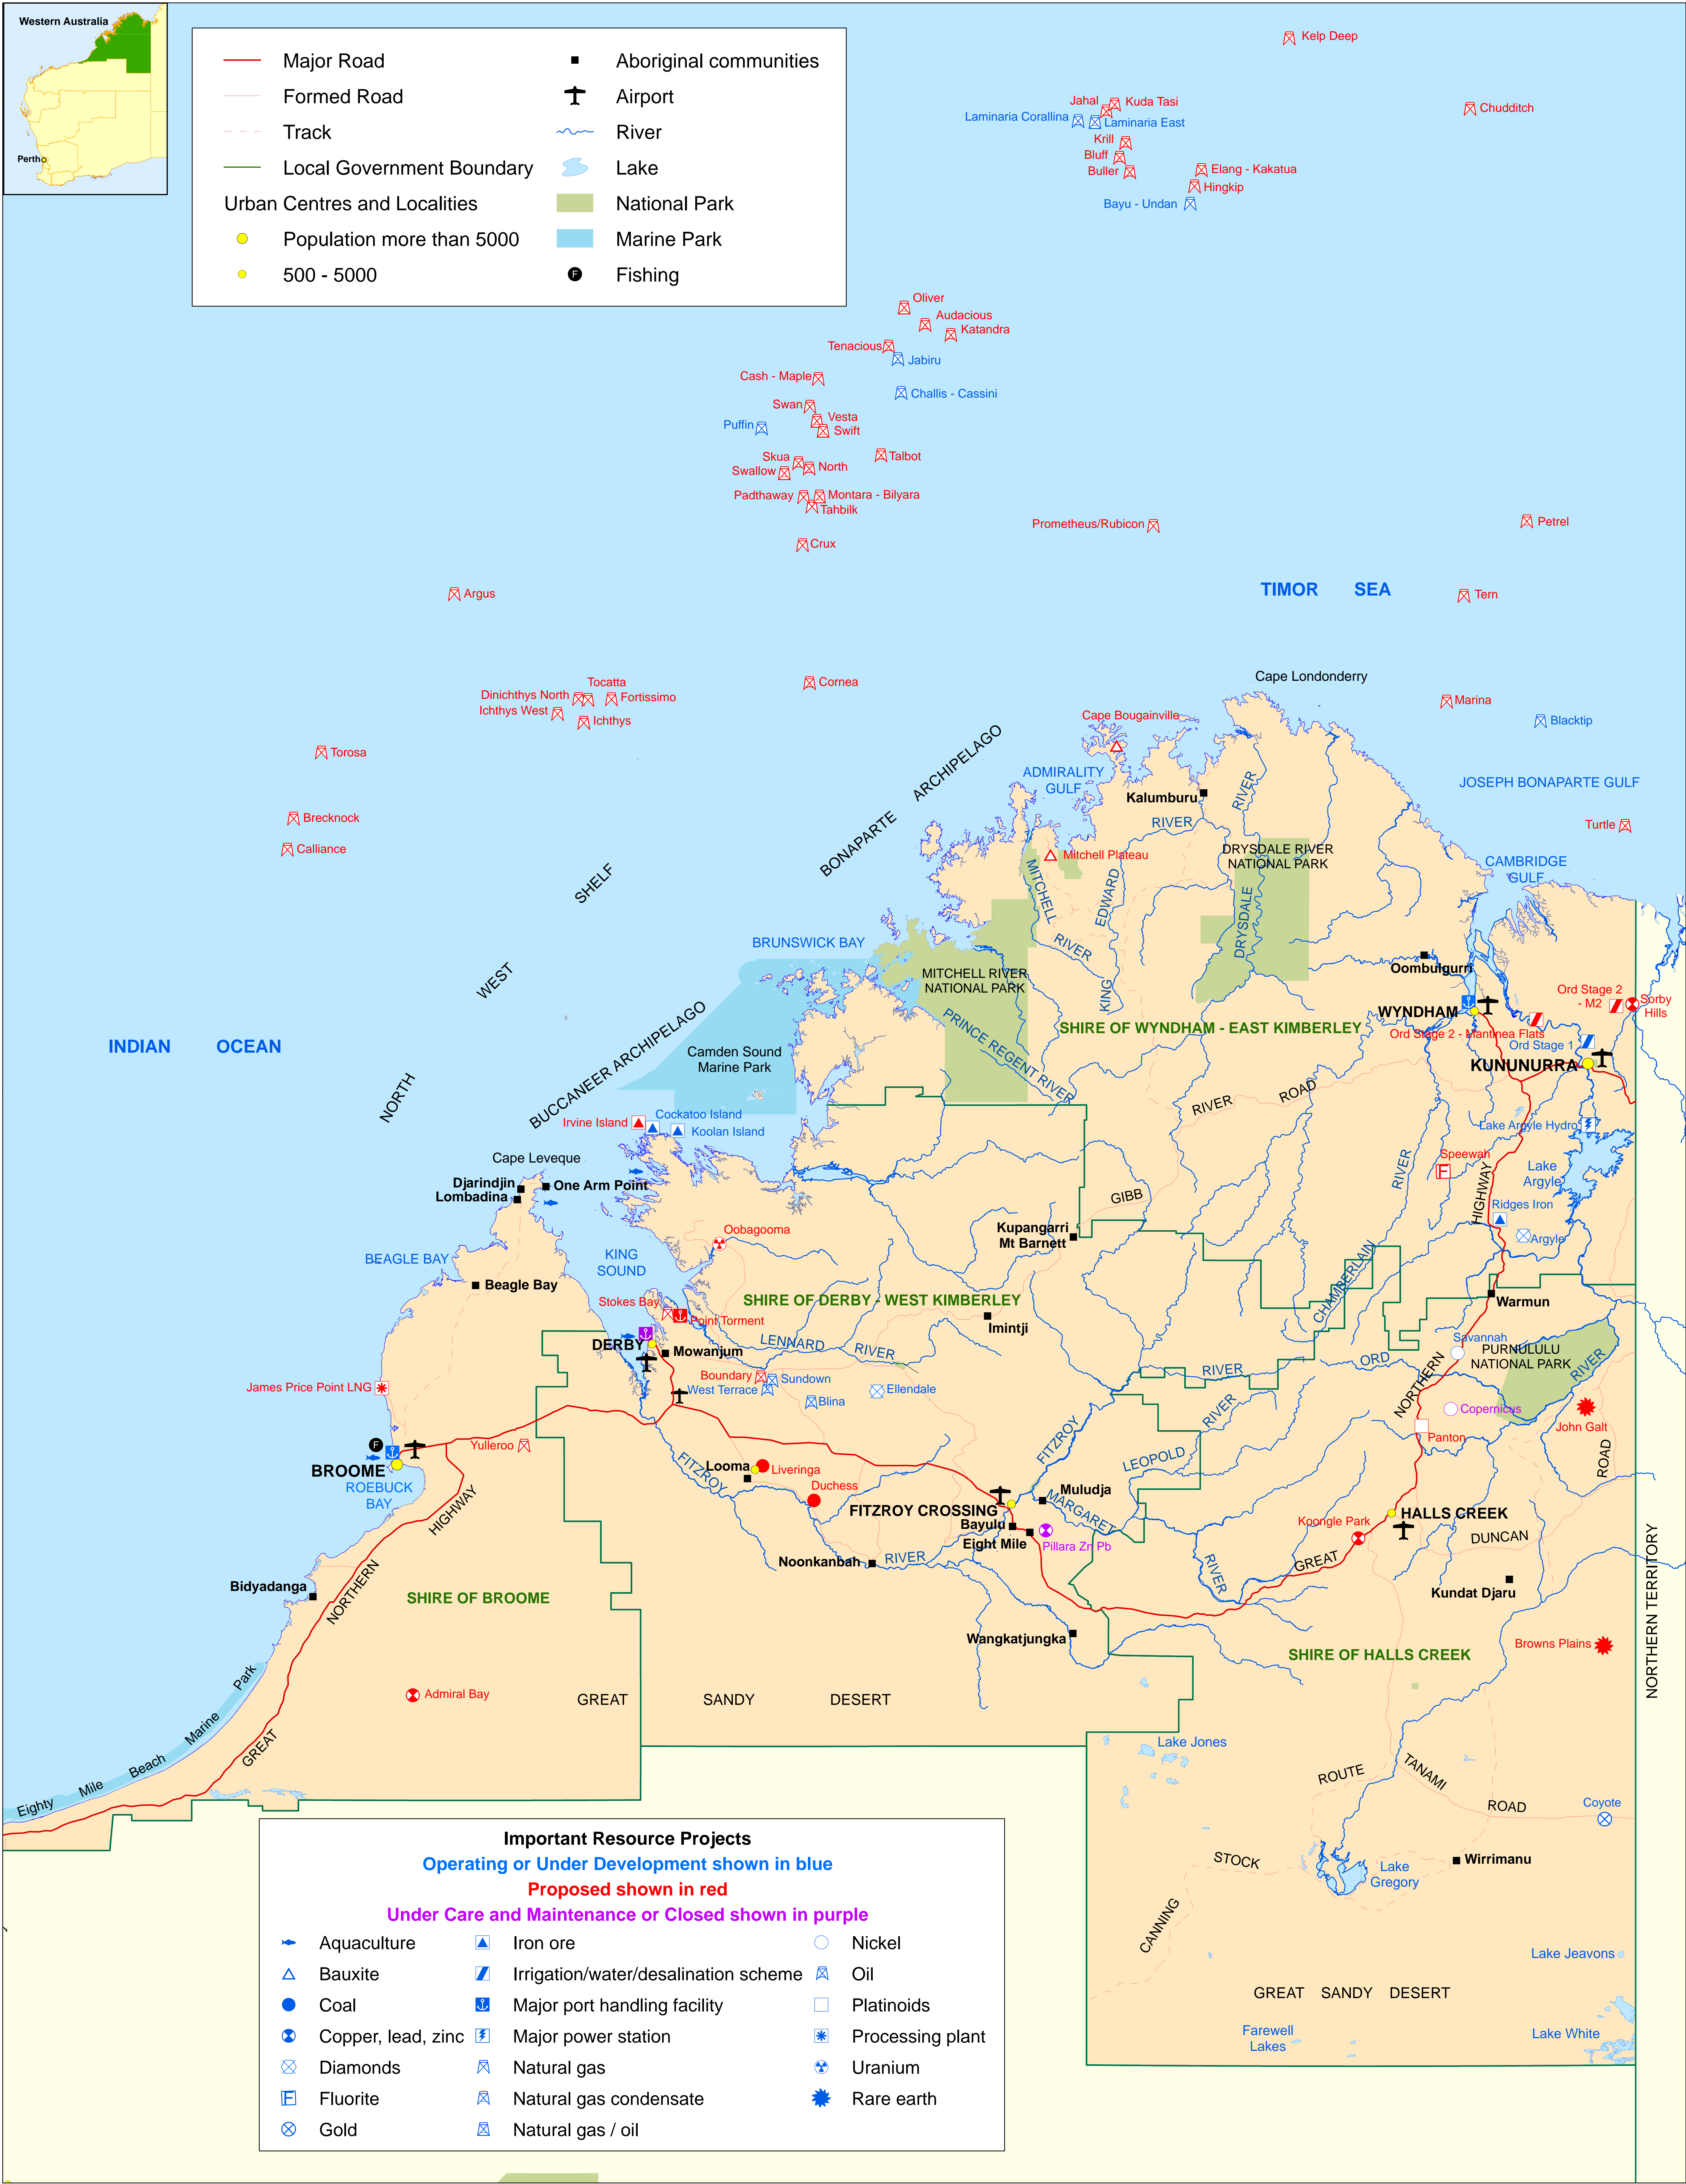 Western Australia
Perth
Major Road
Formed Road
Track
Local Government Boundary
Urban Centres and Localities
Population more than 5000
500 - 5000
Aboriginal communities
Airport
River
Lake
National Park
Marine Park
F
Fishing
Kelp Deep
Jahal
Kuda Tasi
Chudditch
Laminaria Corallina
Laminaria East
Krill
Bluff
Buller
Elang - Kakatua
Hingkip
Bayu - Undan
Oliver
Audacious
Katandra
Tenacious
Jabiru
Cash - Maple
Challis - Cassini
Swan
Vesta
Swift
Puffin
Skua
North
Swallow
Talbot
Padthaway
Montara - Bilyara
Tahbilk
Prometheus/Rubicon
Petrel
Crux
Argus
TIMOR SEA
Tern
Tocatta
Dinichthys North
Fortissimo
Ichthys West
Ichthys
Cornea
Cape Londonderry
Marina
Blacktip
Torosa
Cape Bougainville
BONAPARTE ARCHIPELAGO
ADMIRALITY
GULF
JOSEPH BONAPARTE GULF
Kalumburu
RIVER
RIVER
Brecknock
Calliance
Turtle
Mitchell Plateau
DRYSDALE RIVER
NATIONAL PARK
CAMBRIDGE
GULF
NORTH WEST SHELF
MITCHELL
RIVER
EDWARD
KING
DRYSDALE
BRUNSWICK BAY
MITCHELL RIVER
NATIONAL PARK
Oombulgurri
Ord Stage 2
- M2
Sorby
Hills
WYNDHAM
PRINCE REGENT RIVER
SHIRE OF WYNDHAM - EAST KIMBERLEY
Ord Stage 2 - Mantinea Flats
Ord Stage 1
KUNUNURRA
INDIAN OCEAN
Camden Sound
Marine Park
BUCCANEER ARCHIPELAGO
GIBB RIVER ROAD
Irvine Island
Cockatoo Island
Koolan Island
Lake Argyle Hydro
Cape Leveque
Speewah
F
RIVER
CHAMBERLAIN
HIGHWAY
Lake
Argyle
Djarindjin
Lombadina
One Arm Point
Ridges Iron
Argyle
Oobagooma
Kupangarri
Mt Barnett
BEAGLE BAY
KING
SOUND
Beagle Bay
Stokes Bay
Point Torment
SHIRE OF DERBY - WEST KIMBERLEY
Imintji
Warmun
DERBY
Mowanjum
LENNARD RIVER
Savannah
PURNULULU
NATIONAL PARK
RIVER
ORD
RIVER
NORTHERN
James Price Point LNG
Boundary
Sundown
West Terrace
Blina
Ellendale
Copernicus
Panton
John Galt
ROAD
F
BROOME
ROEBUCK
BAY
Yulleroo
FITZROY
Looma
Liveringa
Duchess
FITZROY
LEOPOLD
RIVER
HIGHWAY
FITZROY CROSSING
Muludja
MARGARET
Bayulu
Eight Mile
Pillara Zn Pb
Koongle Park
HALLS CREEK
DUNCAN
Noonkanbah
RIVER
RIVER
GREAT
Kundat Djaru
Bidyadanga
NORTHERN
SHIRE OF BROOME
Wangkatjungka
SHIRE OF HALLS CREEK
Browns Plains
NORTHERN TERRITORY
Admiral Bay
GREAT SANDY DESERT
GREAT
Eighty Mile Beach Marine Park
Lake Jones
ROUTE
TANAMI
ROAD
Coyote
STOCK
Lake
Gregory
Wirrimanu
CANNING
Lake Jeavons
GREAT SANDY DESERT
Farewell
Lakes
Lake White
Important Resource Projects
Operating or Under Development shown in blue
Proposed shown in red
Under Care and Maintenance or Closed shown in purple
Aquaculture
Bauxite
Coal
Copper, lead, zinc
Diamonds
F
Fluorite
Gold
Iron ore
Irrigation/water/desalination scheme
Major port handling facility
Major power station
Natural gas
Natural gas condensate
Natural gas / oil
Nickel
Oil
Platinoids
Processing plant
Uranium
Rare earth